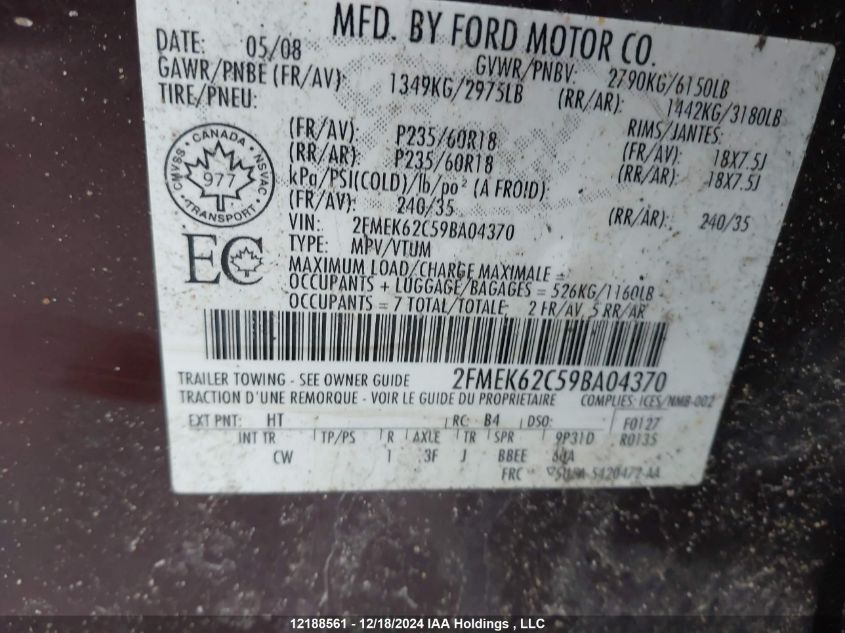 MFD. BY FORD MOTOR CO.
DATE: 05/08 GVWR/PNBV: 2790KG/6150LB
GAWR/PNBE (FR/AV): 1349KG/2975LB (RR/AR): 1442KG/3180LB
TIRE/PNEU: RIMS/JANTES:
(FR/AV): P235/60R18 (FR/AV): 18X7.5J
(RR/AR): P235/60R18 (RR/AR): 18X7.5J
kPa/PSI(COLD)/lb/po² (A FROID):
(FR/AV): 240/35 (RR/AR): 240/35
VIN: 2FMEK62C59BA04370
TYPE: MPV/VTUM
CANADA
CMVSS NSVAC
977
TRANSPORT
EC
MAXIMUM LOAD/CHARGE MAXIMALE =
OCCUPANTS + LUGGAGE/BAGAGES = 526KG/1160LB
OCCUPANTS = 7 TOTAL/TOTALE 2 FR/AV 5 RR/AR
2FMEK62C59BA04370
TRAILER TOWING - SEE OWNER GUIDE
TRACTION D'UNE REMORQUE - VOIR LE GUIDE DU PROPRIETAIRE COMPLIES: ICES/NMB-002
EXT PNT: HT RC: B4 DSO: F0127
INT TR TP/PS R AXLE TR SPR 9P31D R0135
CW I 3F J BBEE
FRC 5420472-AA
12188561 - 12/18/2024 IAA Holdings , LLC